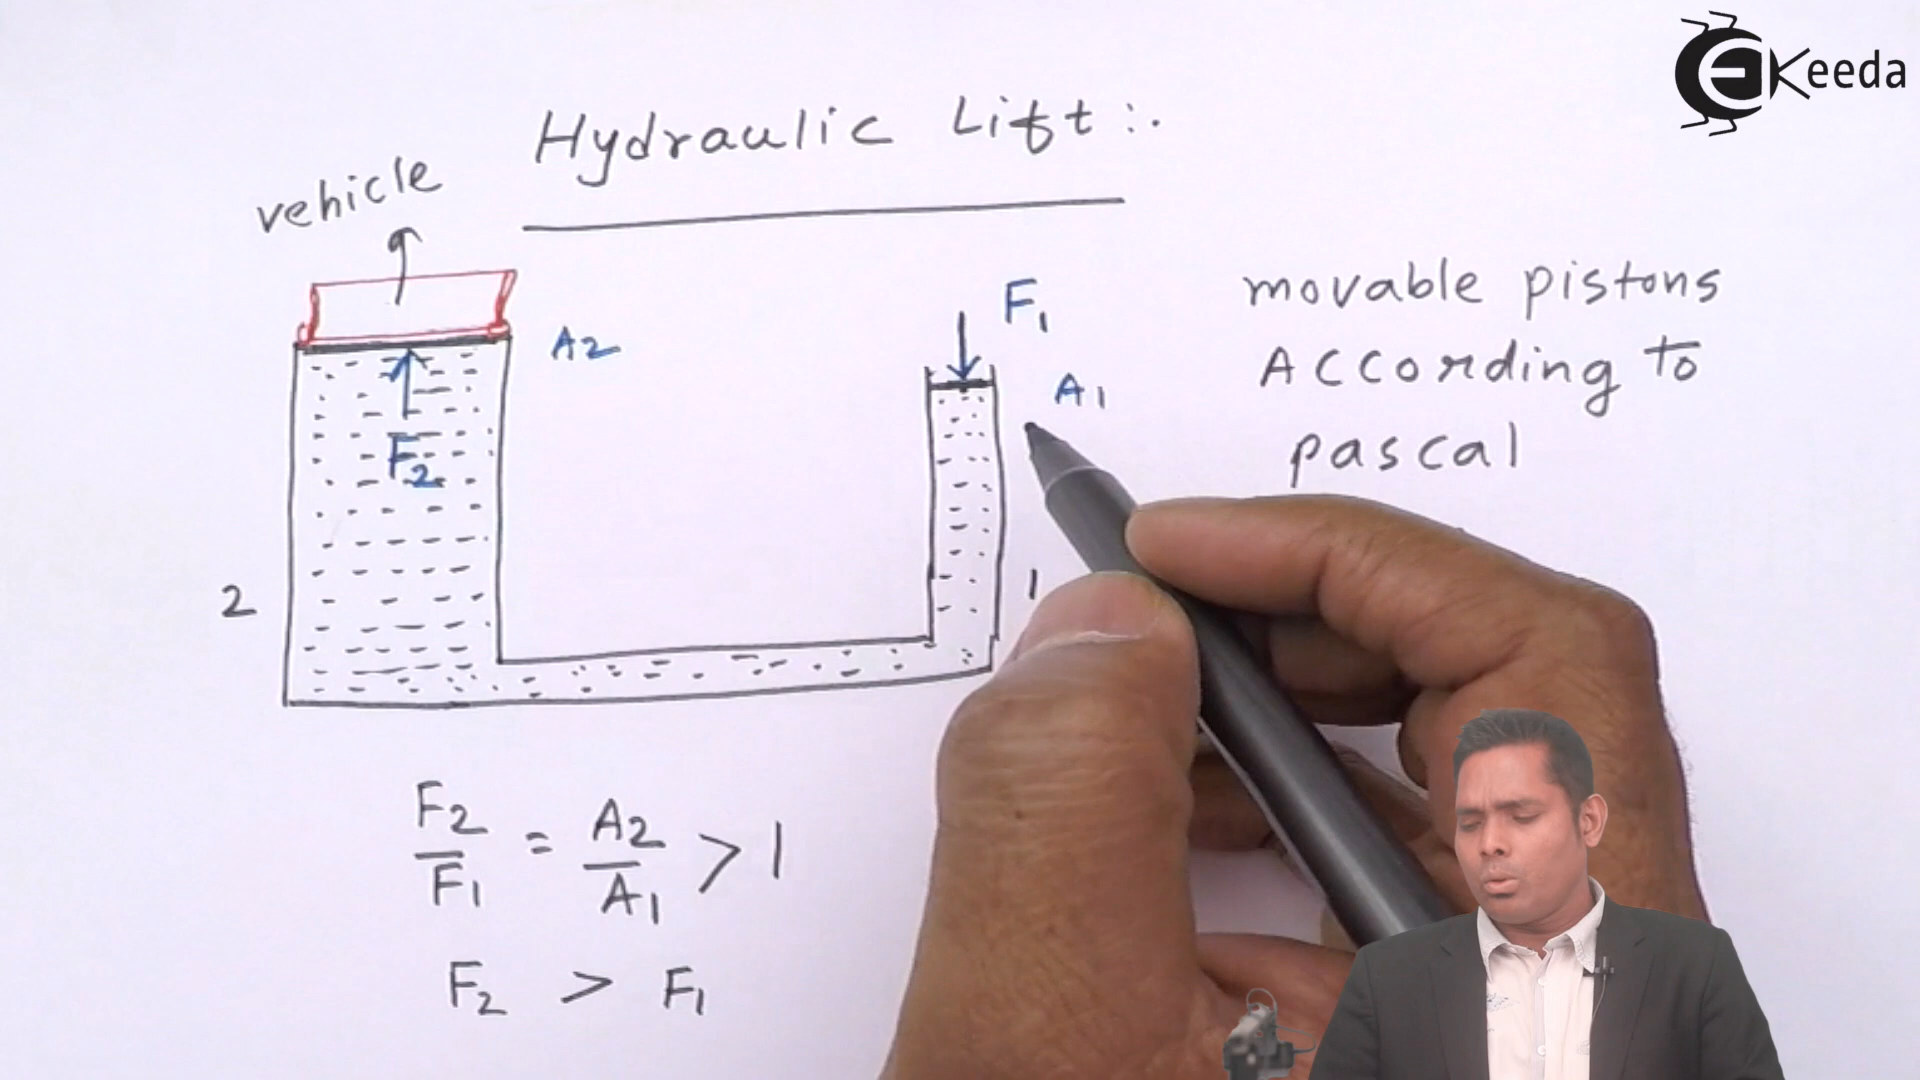 EKeeda
Hydraulic Lift :.
vehicle
A2
F2
2
F1
A1
1
movable pistons
According to
pascal
F2/F1 = A2/A1 > 1
F2 > F1